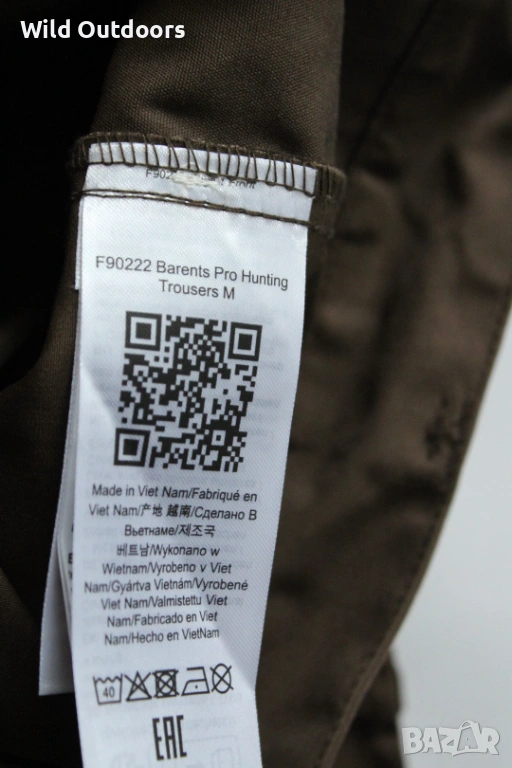 Wild Outdoors
F90222 Barents Pro Hunting
Trousers M
Made in Viet Nam/Fabriqué en
Viet Nam/产地 越南/Сделано В
Вьетнаме/제조국
베트남/Wykonano w
Wietnam/Vyrobeno v Viet
Nam/Gyártva Vietnám/Vyrobené
Viet Nam/Valmistettu Viet
Nam/Fabricado en Viet
Nam/Hecho en VietNam
40
EAC
BAZAR